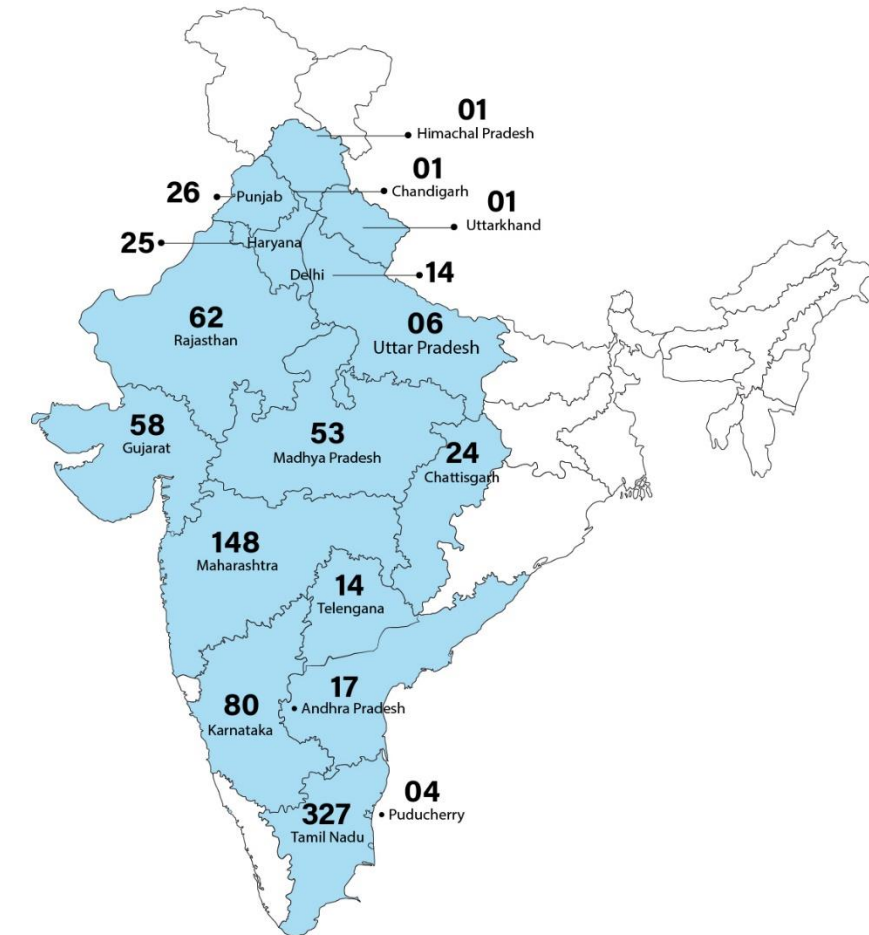 01
Himachal Pradesh
01
Chandigarh
26
Punjab
01
Uttarkhand
25
Haryana
Delhi
14
62
Rajasthan
06
Uttar Pradesh
58
Gujarat
53
Madhya Pradesh
24
Chattisgarh
148
Maharashtra
14
Telengana
17
Andhra Pradesh
80
Karnataka
04
Puducherry
327
Tamil Nadu